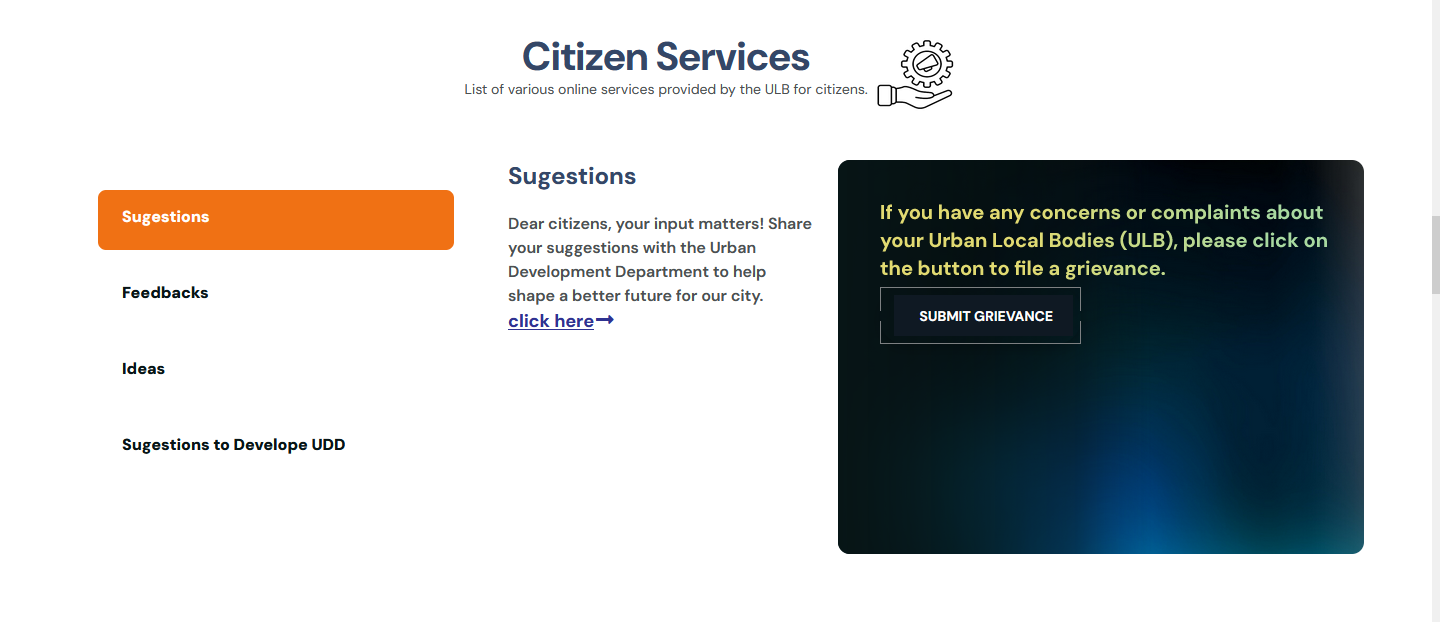 Citizen Services
List of various online services provided by the ULB for citizens.
Sugestions
Feedbacks
Ideas
Sugestions to Develope UDD
Sugestions
Dear citizens, your input matters! Share
your suggestions with the Urban
Development Department to help
shape a better future for our city.
click here
If you have any concerns or complaints about
your Urban Local Bodies (ULB), please click on
the button to file a grievance.
SUBMIT GRIEVANCE